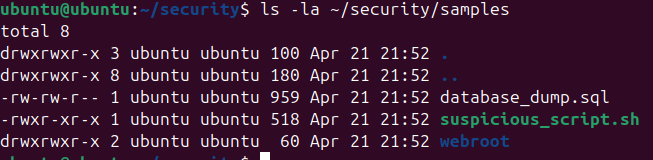 ubuntu@ubuntu:~/security$ ls -la ~/security/samples
total 8
drwxrwxr-x 3 ubuntu ubuntu 100 Apr 21 21:52 .
drwxrwxr-x 8 ubuntu ubuntu 180 Apr 21 21:52 ..
-rw-rw-r-- 1 ubuntu ubuntu 959 Apr 21 21:52 database_dump.sql
-rwxr-xr-x 1 ubuntu ubuntu 518 Apr 21 21:52 suspicious_script.sh
drwxrwxr-x 2 ubuntu ubuntu  60 Apr 21 21:52 webroot